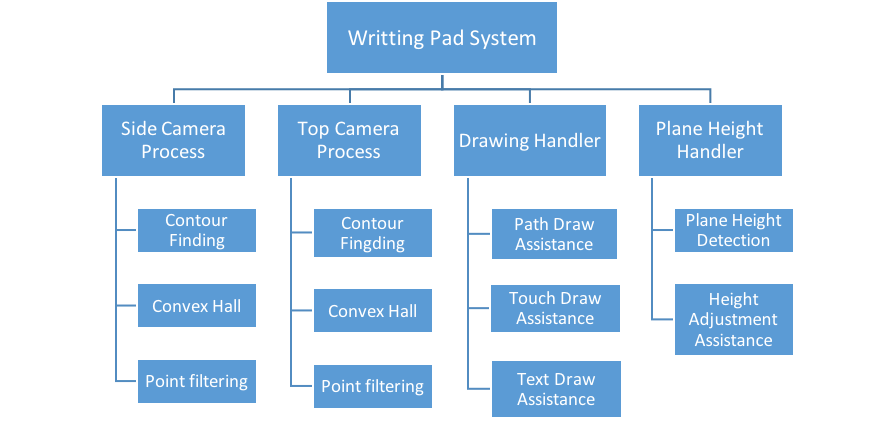 Writting Pad System
Side Camera
Process
Top Camera
Process
Drawing Handler
Plane Height
Handler
Contour
Finding
Convex Hall
Point filtering
Contour
Fingding
Convex Hall
Point filtering
Path Draw
Assistance
Touch Draw
Assistance
Text Draw
Assistance
Plane Height
Detection
Height
Adjustment
Assistance